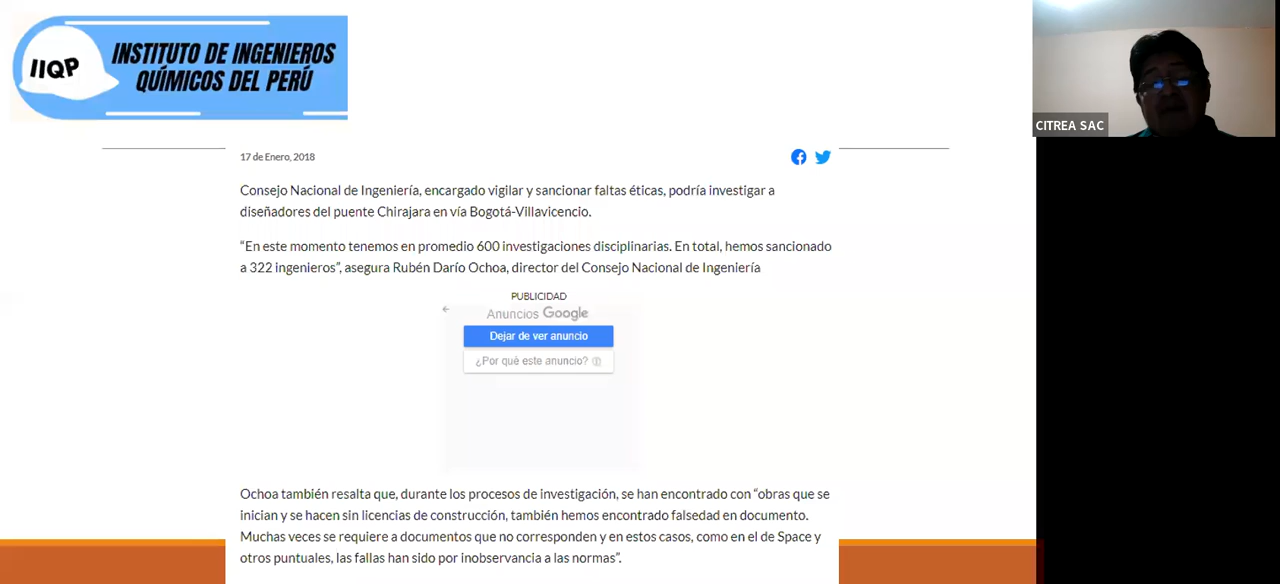 IIQP
INSTITUTO DE INGENIEROS
QUÍMICOS DEL PERÚ
CITREA SAC
17 de Enero, 2018
Consejo Nacional de Ingeniería, encargado vigilar y sancionar faltas éticas, podría investigar a
diseñadores del puente Chirajara en vía Bogotá-Villavicencio.
“En este momento tenemos en promedio 600 investigaciones disciplinarias. En total, hemos sancionado
a 322 ingenieros”, asegura Rubén Darío Ochoa, director del Consejo Nacional de Ingeniería
PUBLICIDAD
Anuncios Google
Dejar de ver anuncio
¿Por qué este anuncio?
Ochoa también resalta que, durante los procesos de investigación, se han encontrado con “obras que se
inician y se hacen sin licencias de construcción, también hemos encontrado falsedad en documento.
Muchas veces se requiere a documentos que no corresponden y en estos casos, como en el de Space y
otros puntuales, las fallas han sido por inobservancia a las normas”.